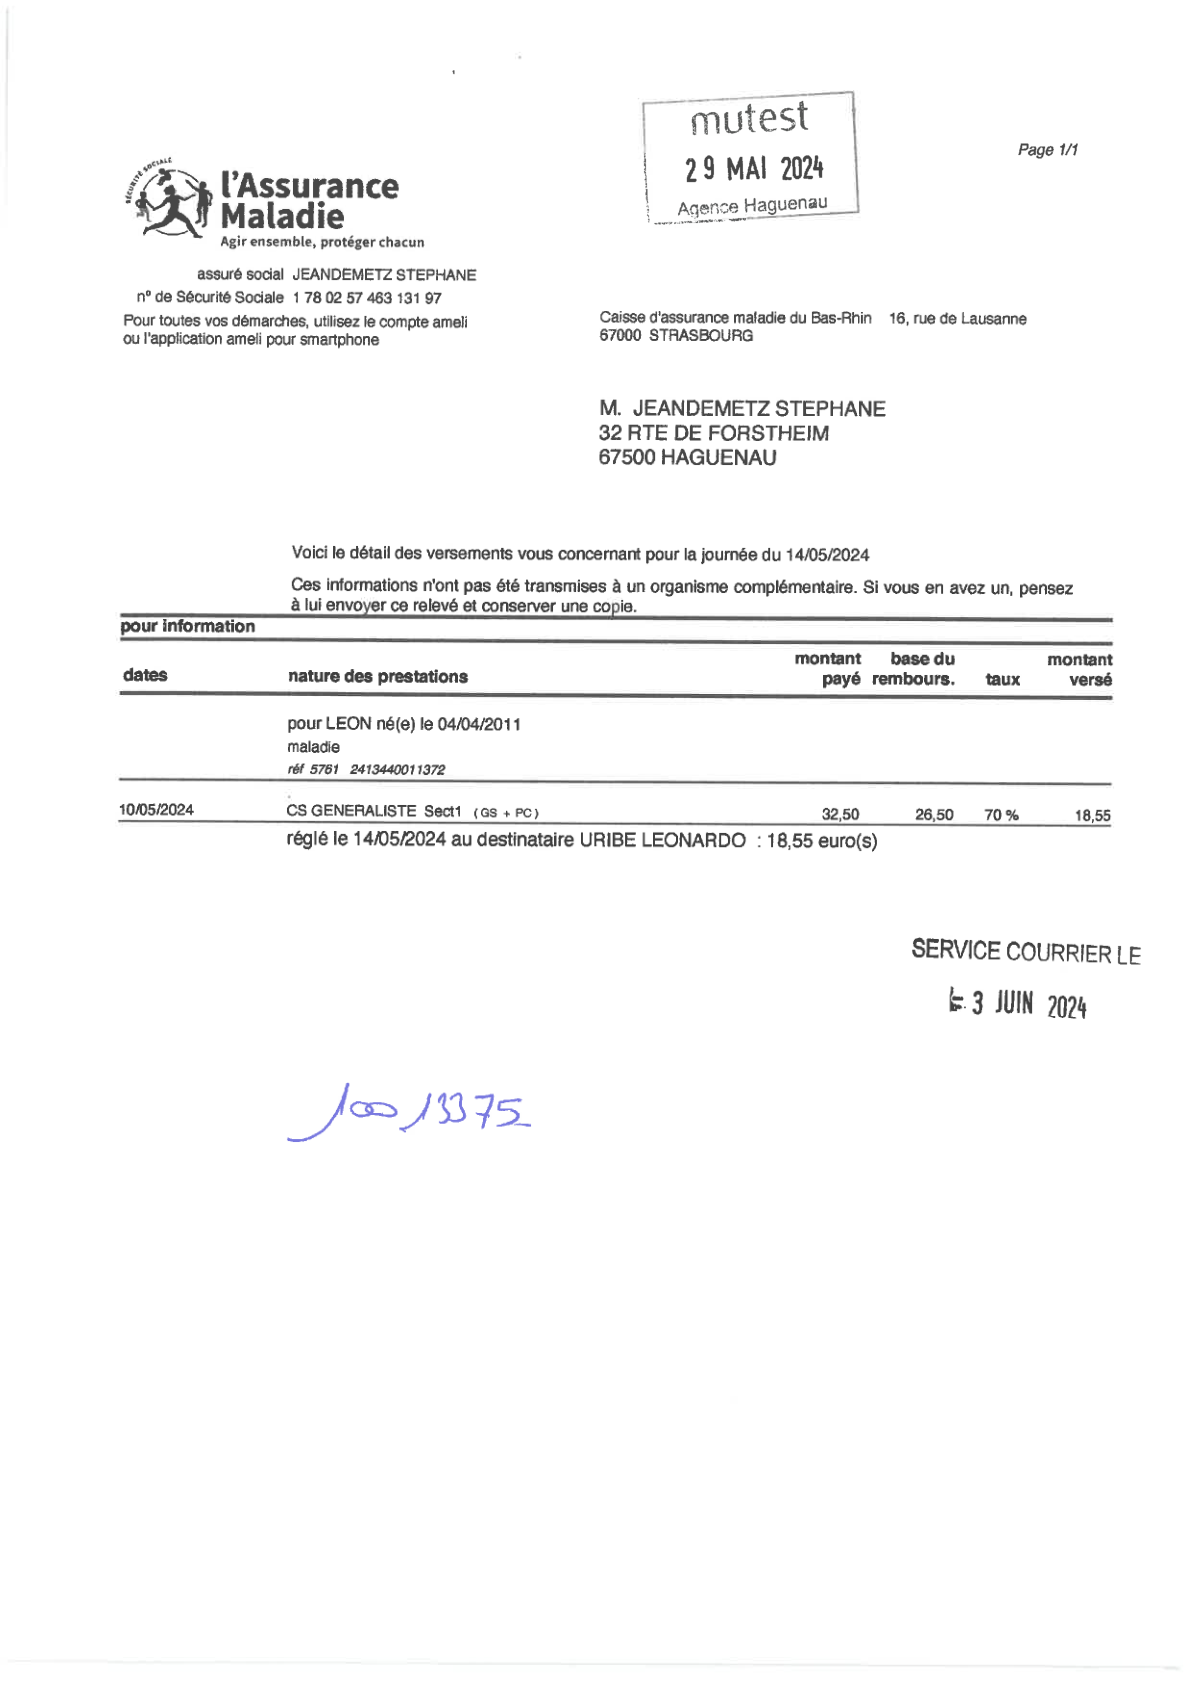 mutest
29 MAI 2024
Agence Haguenau
Page 1/1
SÉCURITÉ SOCIALE
l'Assurance
Maladie
Agir ensemble, protéger chacun
assuré social JEANDEMETZ STEPHANE
n° de Sécurité Sociale 1 78 02 57 463 131 97
Pour toutes vos démarches, utilisez le compte ameli
ou l'application ameli pour smartphone
Caisse d'assurance maladie du Bas-Rhin 16, rue de Lausanne
67000 STRASBOURG
M. JEANDEMETZ STEPHANE
32 RTE DE FORSTHEIM
67500 HAGUENAU
Voici le détail des versements vous concernant pour la journée du 14/05/2024
Ces informations n'ont pas été transmises à un organisme complémentaire. Si vous en avez un, pensez
à lui envoyer ce relevé et conserver une copie.
pour information
dates nature des prestations montant payé base du rembours. taux montant versé
pour LEON né(e) le 04/04/2011
maladie
réf 5761 2413440011372
10/05/2024 CS GENERALISTE Sect1 (GS + PC) 32,50 26,50 70 % 18,55
réglé le 14/05/2024 au destinataire URIBE LEONARDO : 18,55 euro(s)
SERVICE COURRIER LE
3 JUIN 2024
10013375